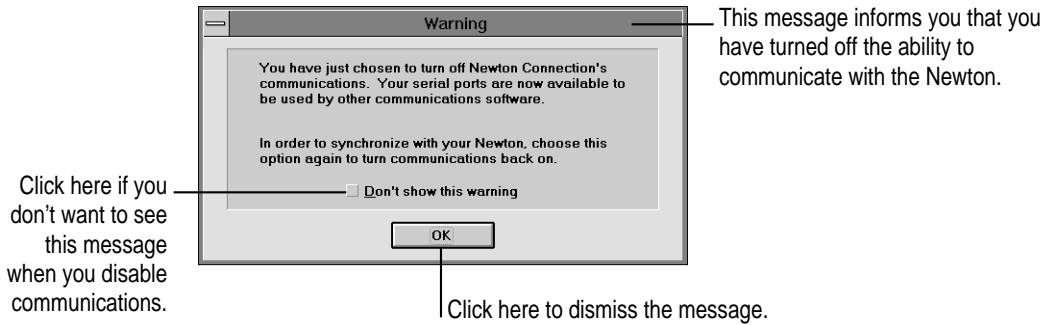 Warning
This message informs you that you
have turned off the ability to
communicate with the Newton.
You have just chosen to turn off Newton Connection's
communications. Your serial ports are now available to
be used by other communications software.
In order to synchronize with your Newton, choose this
option again to turn communications back on.
Don't show this warning
Click here if you
don't want to see
this message
when you disable
communications.
OK
Click here to dismiss the message.